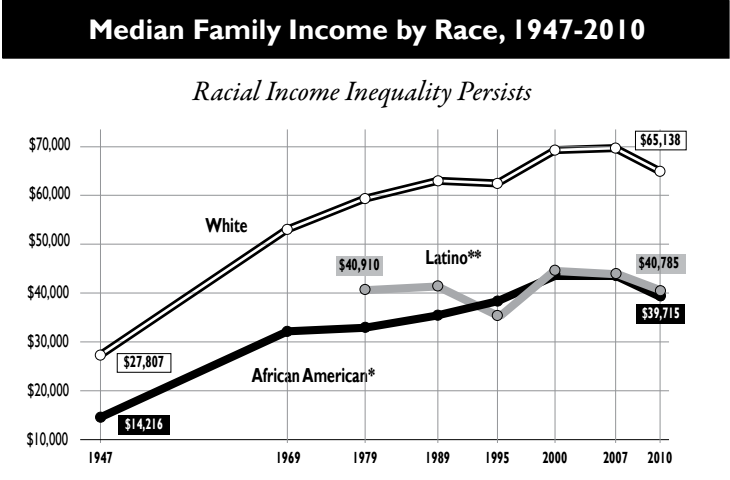 Median Family Income by Race, 1947-2010
Racial Income Inequality Persists
$70,000
$65,138
$60,000
White
$50,000
Latino**
$40,910
$40,785
$40,000
$39,715
$30,000
$27,807
African American*
$20,000
$14,216
$10,000
1947 1969 1979 1989 1995 2000 2007 2010